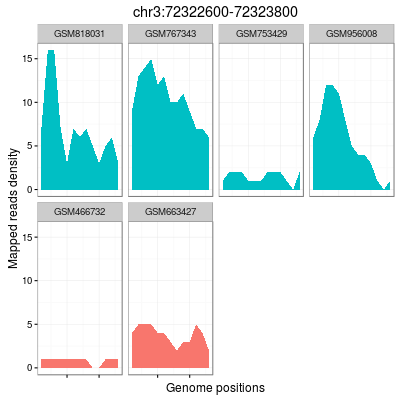 chr3:72322600-72323800
GSM818031 GSM767343 GSM753429 GSM956008
15
10
5
0
GSM466732 GSM663427
15
10
5
0
Mapped reads density
Genome positions